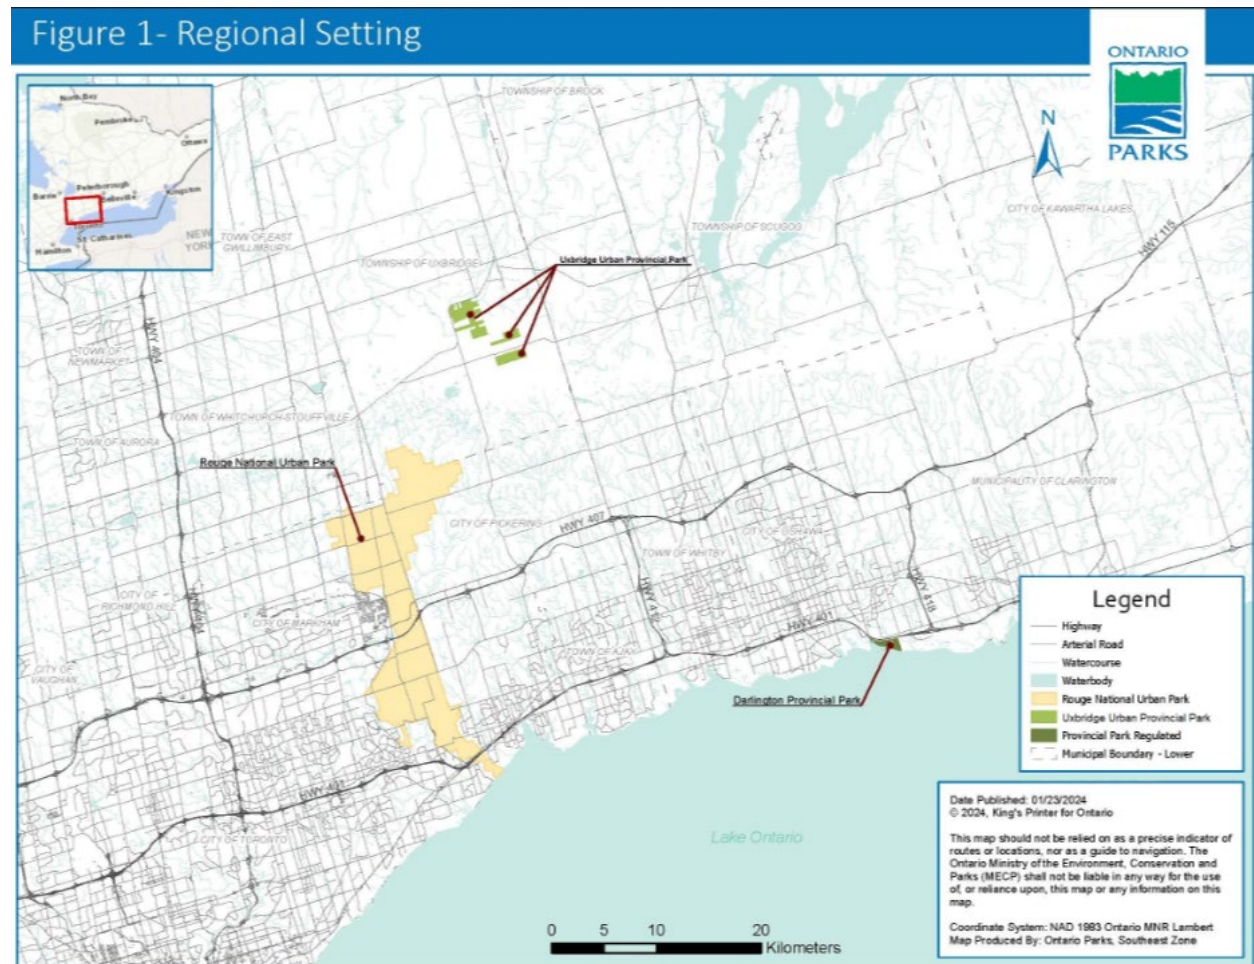 Figure 1- Regional Setting
ONTARIO
PARKS
N
North Bay
Pembroke
Ottawa
Peterborough
Barrie
Belleville
Kingston
Hamilton
St. Catharines
NEW
YORK
TOWNSHIP OF BROCK
CITY OF KAWARTHA LAKES
TOWNSHIP OF SCUGOG
HWY 115
TOWN OF EAST
GWILLIMBURY
TOWNSHIP OF UXBRIDGE
Uxbridge Urban Provincial Park
HWY 404
TOWN OF
NEWMARKET
TOWN OF WHITCHURCH-STOUFFVILLE
TOWN OF AURORA
Rouge National Urban Park
MUNICIPALITY OF CLARINGTON
CITY OF PICKERING
HWY 407
CITY OF OSHAWA
TOWN OF WHITBY
CITY OF
RICHMOND HILL
CITY OF MARKHAM
HWY 404
HWY 412
HWY 418
HWY 401
TOWN OF AJAX
CITY OF
VAUGHAN
Darlington Provincial Park
HWY 401
CITY OF TORONTO
Lake Ontario
Legend
Highway
Arterial Road
Watercourse
Waterbody
Rouge National Urban Park
Uxbridge Urban Provincial Park
Provincial Park Regulated
Municipal Boundary - Lower
Date Published: 01/23/2024
© 2024, King's Printer for Ontario
This map should not be relied on as a precise indicator of
routes or locations, nor as a guide to navigation. The
Ontario Ministry of the Environment, Conservation and
Parks (MECP) shall not be liable in any way for the use
of, or reliance upon, this map or any information on this
map.
Coordinate System: NAD 1983 Ontario MNR Lambert
Map Produced By: Ontario Parks, Southeast Zone
0 5 10 20
Kilometers